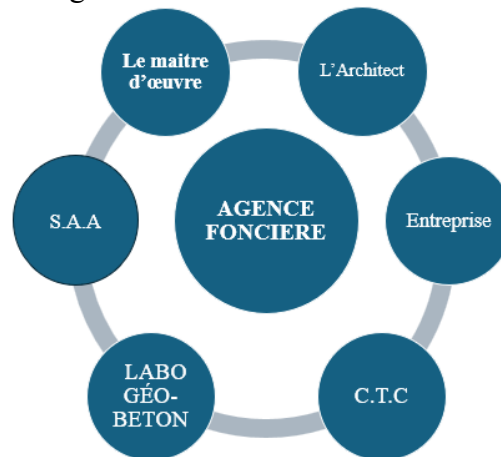 Le maitre
d'œuvre
L'Architect
S.A.A
AGENCE
FONCIERE
Entreprise
LABO
GÉO-
BETON
C.T.C